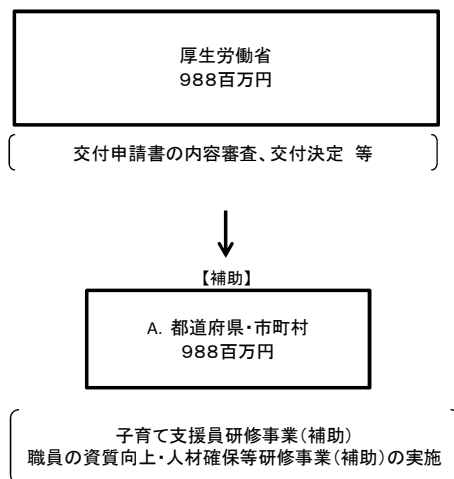 厚生労働省
988百万円
交付申請書の内容審査、交付決定 等
【補助】
A. 都道府県・市町村
988百万円
子育て支援員研修事業（補助）
職員の資質向上・人材確保等研修事業（補助）の実施